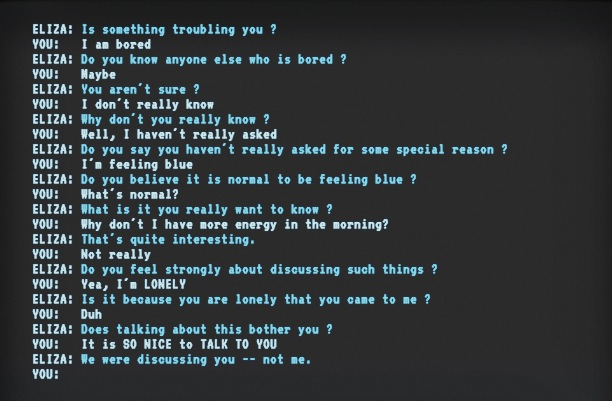 ELIZA: Is something troubling you ?
YOU: I am bored
ELIZA: Do you know anyone else who is bored ?
YOU: Maybe
ELIZA: You aren't sure ?
YOU: I don't really know
ELIZA: Why don't you really know ?
YOU: Well, I haven't really asked
ELIZA: Do you say you haven't really asked for some special reason ?
YOU: I'm feeling blue
ELIZA: Do you believe it is normal to be feeling blue ?
YOU: What's normal?
ELIZA: What is it you really want to know ?
YOU: Why don't I have more energy in the morning?
ELIZA: That's quite interesting.
YOU: Not really
ELIZA: Do you feel strongly about discussing such things ?
YOU: Yea, I'm LONELY
ELIZA: Is it because you are lonely that you came to me ?
YOU: Duh
ELIZA: Does talking about this bother you ?
YOU: It is SO NICE to TALK TO YOU
ELIZA: We were discussing you -- not me.
YOU: